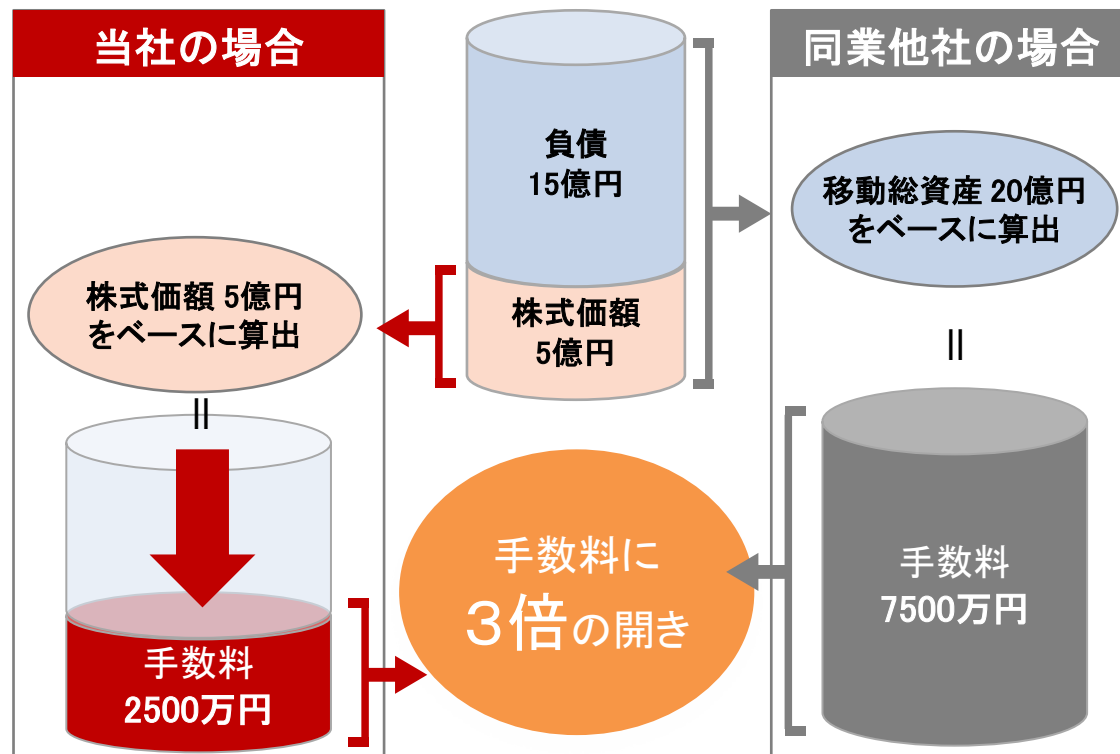 当社の場合
同業他社の場合
負債
15億円
移動総資産 20億円
をベースに算出
株式価額 5億円
をベースに算出
株式価額
5億円
=
=
手数料に
3倍の開き
手数料
7500万円
手数料
2500万円